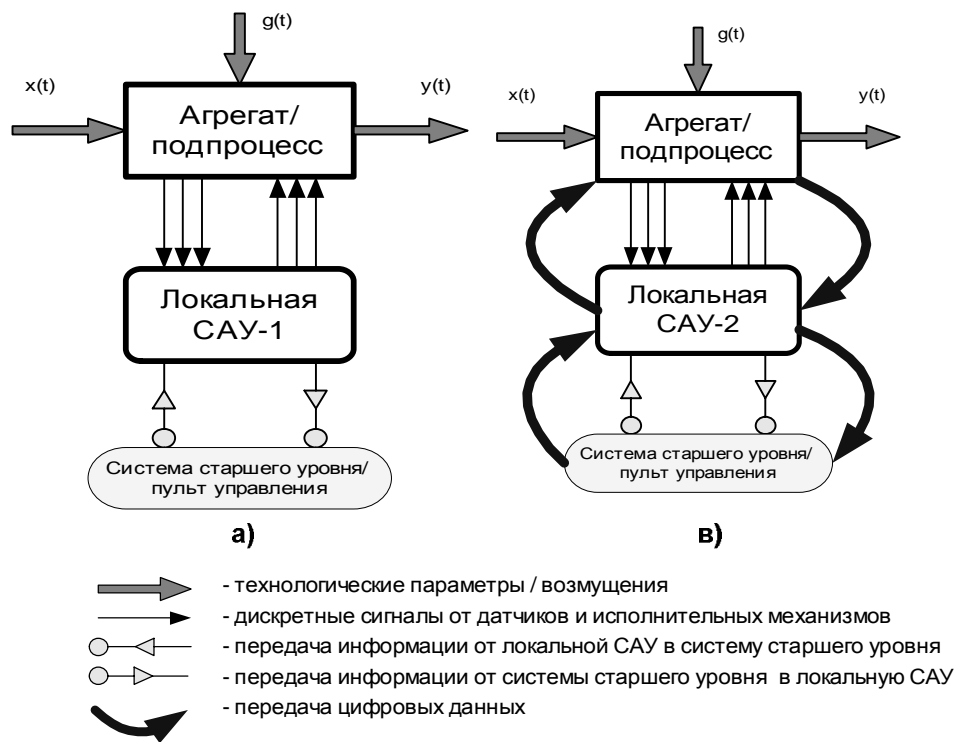 g(t)
x(t)
y(t)
Агрегат/
подпроцесс
Локальная
САУ-1
Система старшего уровня/
пульт управления
а)
g(t)
x(t)
y(t)
Агрегат/
подпроцесс
Локальная
САУ-2
Система старшего уровня/
пульт управления
в)
- технологические параметры / возмущения
- дискретные сигналы от датчиков и исполнительных механизмов
- передача информации от локальной САУ в систему старшего уровня
- передача информации от системы старшего уровня в локальную САУ
- передача цифровых данных